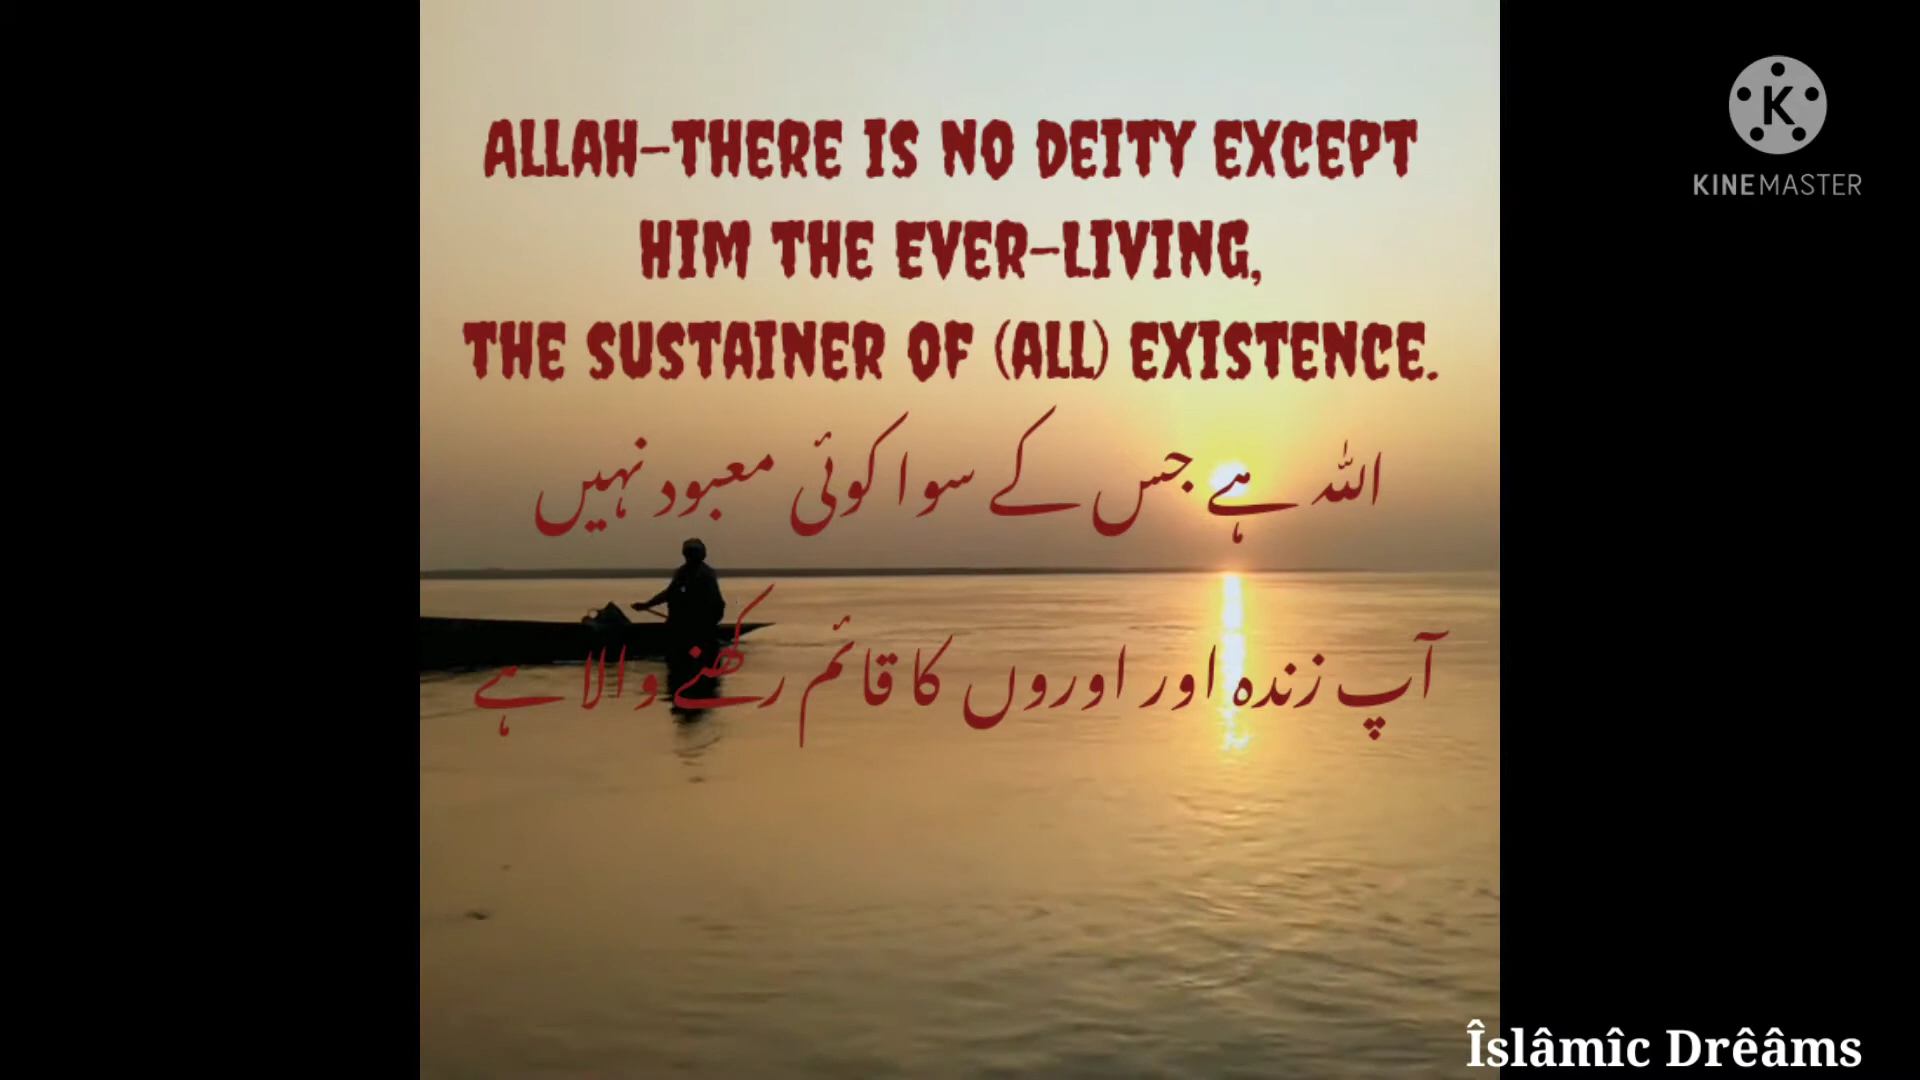 ALLAH-THERE IS NO DEITY EXCEPT
HIM THE EVER-LIVING,
THE SUSTAINER OF (ALL) EXISTENCE.
اللہ ہے جس کے سوا کوئی معبود نہیں
آپ زندہ اور اوروں کا قائم رکھنے والا ہے
K
KINEMASTER
Îslâmîc Drêâms